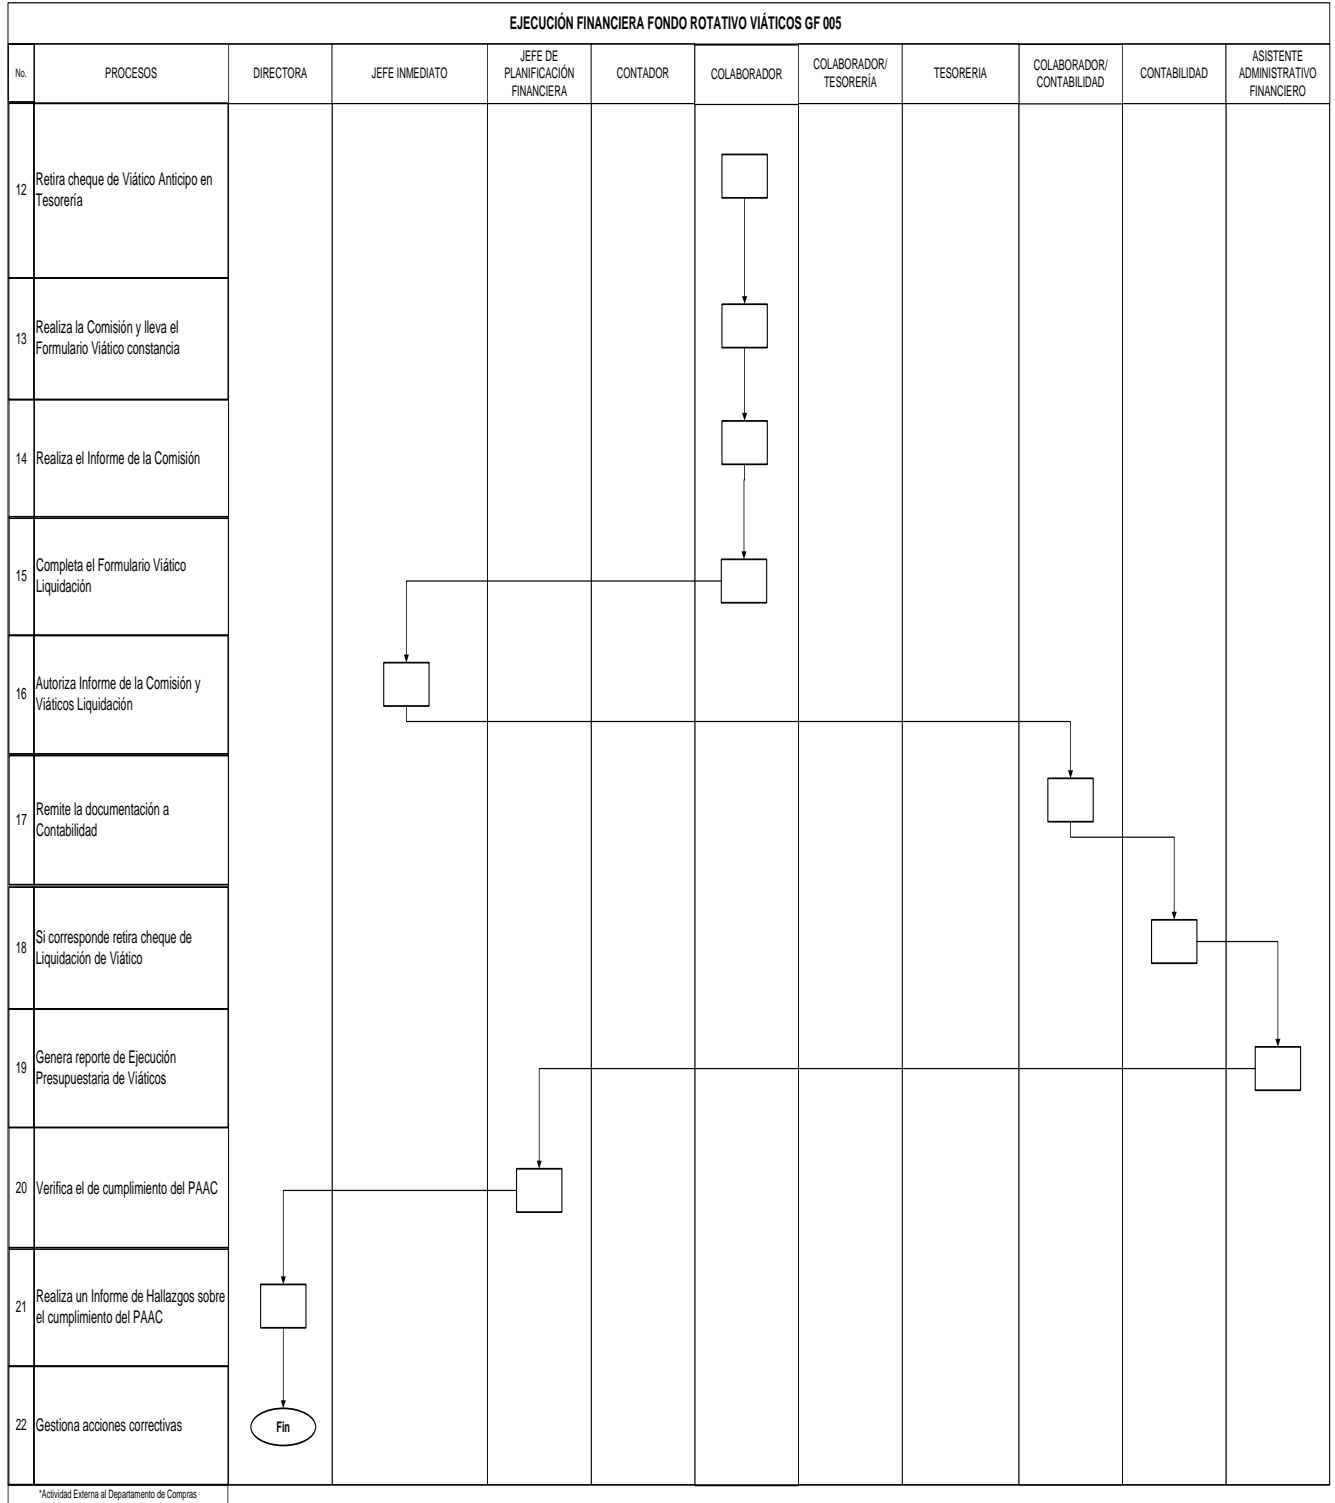 EJECUCIÓN FINANCIERA FONDO ROTATIVO VIÁTICOS GF 005
No.
PROCESOS
DIRECTORA
JEFE INMEDIATO
JEFE DE
PLANIFICACIÓN
FINANCIERA
CONTADOR
COLABORADOR
COLABORADOR/
TESORERÍA
TESORERIA
COLABORADOR/
CONTABILIDAD
CONTABILIDAD
ASISTENTE
ADMINISTRATIVO
FINANCIERO
12
Retira cheque de Viático Anticipo en
Tesorería
13
Realiza la Comisión y lleva el
Formulario Viático constancia
14
Realiza el Informe de la Comisión
15
Completa el Formulario Viático
Liquidación
16
Autoriza Informe de la Comisión y
Viáticos Liquidación
17
Remite la documentación a
Contabilidad
18
Si corresponde retira cheque de
Liquidación de Viático
19
Genera reporte de Ejecución
Presupuestaria de Viáticos
20
Verifica el de cumplimiento del PAAC
21
Realiza un Informe de Hallazgos sobre
el cumplimiento del PAAC
22
Gestiona acciones correctivas
Fin
*Actividad Externa al Departamento de Compras